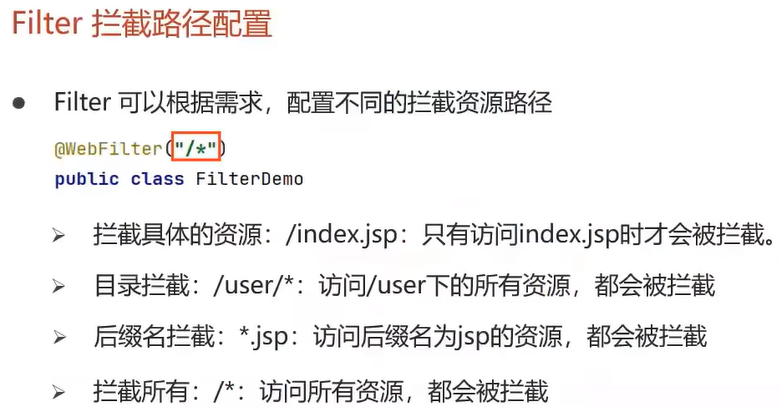 Filter 拦截路径配置
● Filter 可以根据需求，配置不同的拦截资源路径
@WebFilter("/*")
public class FilterDemo
➢ 拦截具体的资源：/index.jsp：只有访问index.jsp时才会被拦截。
➢ 目录拦截：/user/*：访问/user下的所有资源，都会被拦截
➢ 后缀名拦截：*.jsp：访问后缀名为jsp的资源，都会被拦截
➢ 拦截所有：/*：访问所有资源，都会被拦截